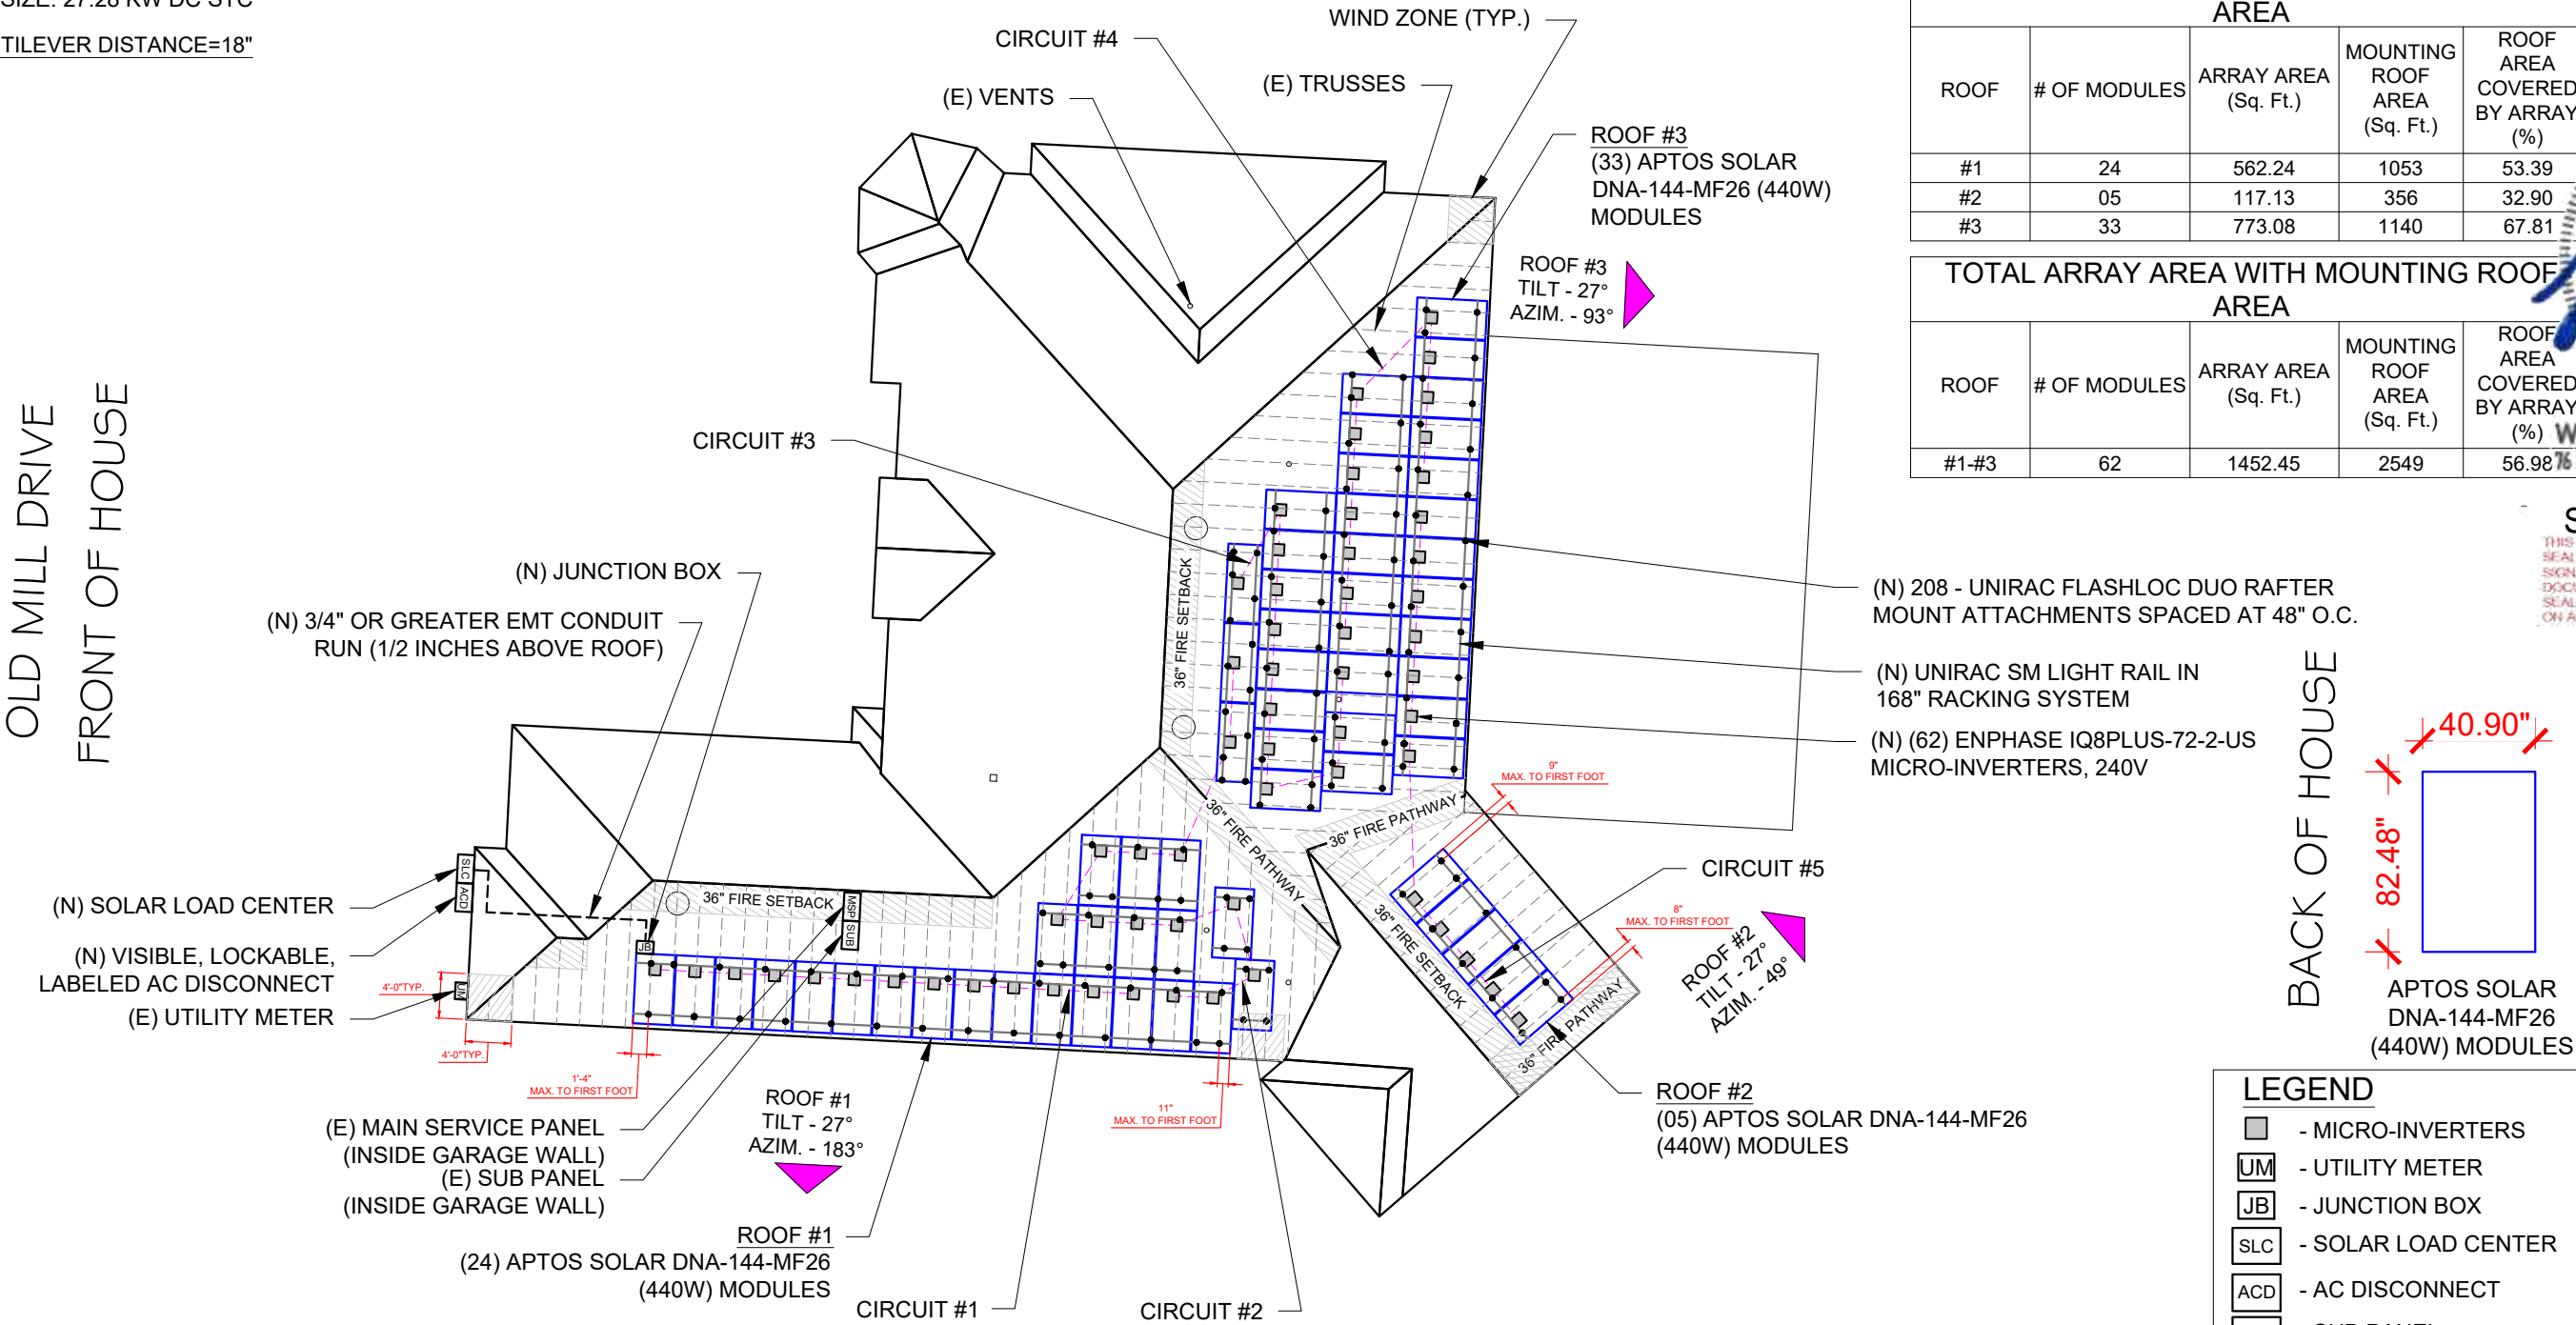 SIZE: 27.28 KW DC STC
TILEVER DISTANCE=18"
OLD MILL DRIVE
FRONT OF HOUSE
CIRCUIT #4
WIND ZONE (TYP.)
(E) VENTS
(E) TRUSSES
ROOF #3
(33) APTOS SOLAR
DNA-144-MF26 (440W)
MODULES
ROOF #3
TILT - 27°
AZIM. - 93°
CIRCUIT #3
(N) JUNCTION BOX
(N) 3/4" OR GREATER EMT CONDUIT
RUN (1/2 INCHES ABOVE ROOF)
36" FIRE SETBACK
(N) 208 - UNIRAC FLASHLOC DUO RAFTER
MOUNT ATTACHMENTS SPACED AT 48" O.C.
(N) UNIRAC SM LIGHT RAIL IN
168" RACKING SYSTEM
(N) (62) ENPHASE IQ8PLUS-72-2-US
MICRO-INVERTERS, 240V
9"
MAX. TO FIRST FOOT
36" FIRE PATHWAY
36" FIRE PATHWAY
CIRCUIT #5
8"
MAX. TO FIRST FOOT
36" FIRE SETBACK
ROOF #2
TILT - 27°
AZIM. - 49°
36" FIRE PATHWAY
ROOF #2
(05) APTOS SOLAR DNA-144-MF26
(440W) MODULES
SLC
ACD
UM
(N) SOLAR LOAD CENTER
(N) VISIBLE, LOCKABLE,
LABELED AC DISCONNECT
(E) UTILITY METER
36" FIRE SETBACK
MSP
SUB
JB
4'-0"TYP.
4'-0"TYP.
1'-4"
MAX. TO FIRST FOOT
11"
MAX. TO FIRST FOOT
(E) MAIN SERVICE PANEL
(INSIDE GARAGE WALL)
(E) SUB PANEL
(INSIDE GARAGE WALL)
ROOF #1
TILT - 27°
AZIM. - 183°
ROOF #1
(24) APTOS SOLAR DNA-144-MF26
(440W) MODULES
CIRCUIT #1
CIRCUIT #2
AREA
ROOF # OF MODULES ARRAY AREA (Sq. Ft.) MOUNTING ROOF AREA (Sq. Ft.) ROOF AREA COVERED BY ARRAY (%)
#1 24 562.24 1053 53.39
#2 05 117.13 356 32.90
#3 33 773.08 1140 67.81
TOTAL ARRAY AREA WITH MOUNTING ROOF
AREA
ROOF # OF MODULES ARRAY AREA (Sq. Ft.) MOUNTING ROOF AREA (Sq. Ft.) ROOF AREA COVERED BY ARRAY (%)
#1-#3 62 1452.45 2549 56.98
THIS
SEAL
BACK OF HOUSE
40.90"
82.48"
APTOS SOLAR
DNA-144-MF26
(440W) MODULES
LEGEND
- MICRO-INVERTERS
UM - UTILITY METER
JB - JUNCTION BOX
SLC - SOLAR LOAD CENTER
ACD - AC DISCONNECT
- SUB PANEL